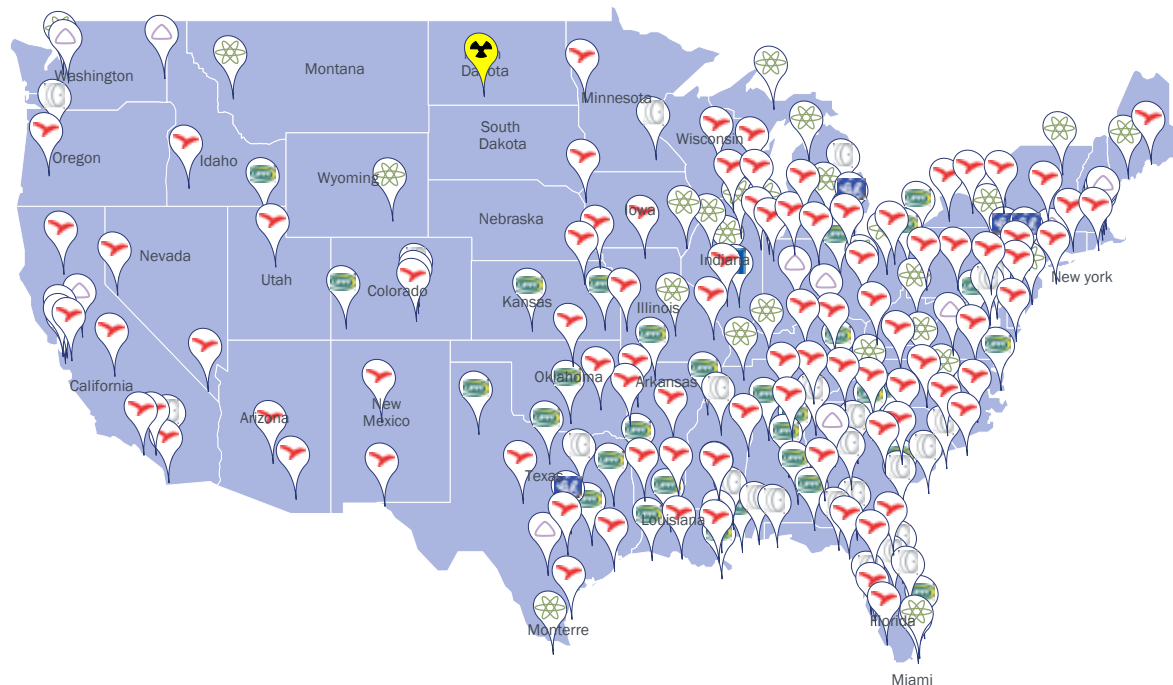 Washington
Montana
Dakota
Minnesota
Oregon
Idaho
South
Dakota
Wisconsin
Wyoming
Nebraska
Iowa
Nevada
Utah
Colorado
Kansas
Illinois
Indiana
New york
California
Arizona
New
Mexico
Oklahoma
Arkansas
Texas
Louisiana
Monterre
Florida
Miami